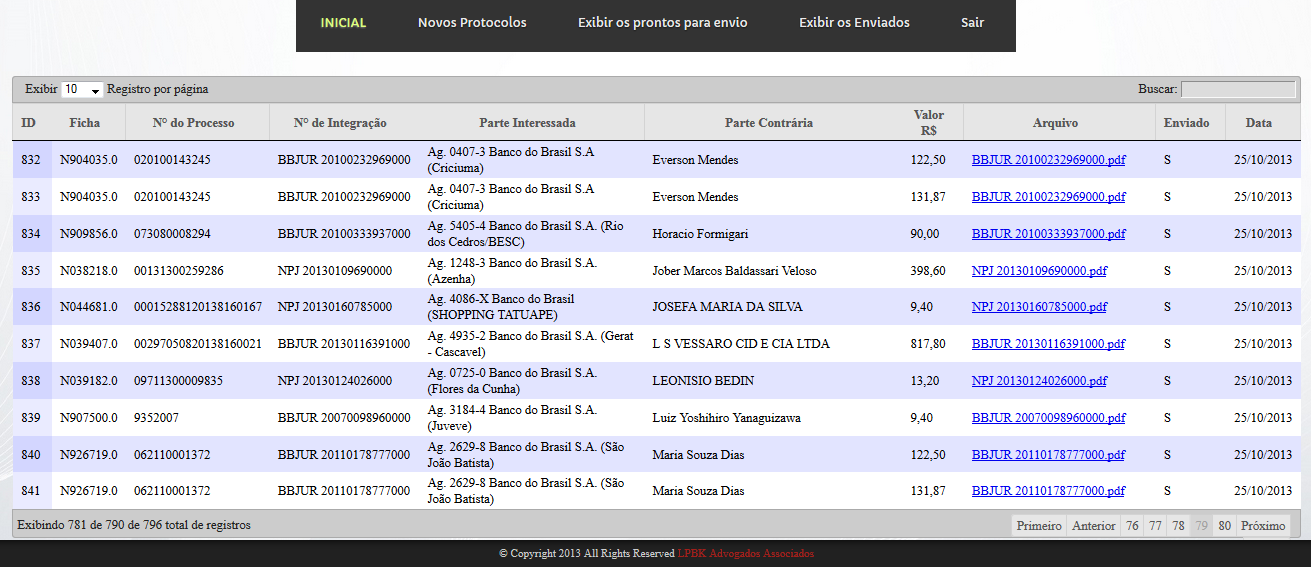 INICIAL Novos Protocolos Exibir os prontos para envio Exibir os Enviados Sair
Exibir 10 Registro por página Buscar:
ID Ficha Nº do Processo Nº de Integração Parte Interessada Parte Contrária Valor R$ Arquivo Enviado Data
832 N904035.0 020100143245 BBJUR 20100232969000 Ag. 0407-3 Banco do Brasil S.A (Criciuma) Everson Mendes 122,50 BBJUR 20100232969000.pdf S 25/10/2013
833 N904035.0 020100143245 BBJUR 20100232969000 Ag. 0407-3 Banco do Brasil S.A (Criciuma) Everson Mendes 131,87 BBJUR 20100232969000.pdf S 25/10/2013
834 N909856.0 073080008294 BBJUR 20100333937000 Ag. 5405-4 Banco do Brasil S.A. (Rio dos Cedros/BESC) Horacio Formigari 90,00 BBJUR 20100333937000.pdf S 25/10/2013
835 N038218.0 00131300259286 NPJ 20130109690000 Ag. 1248-3 Banco do Brasil S.A. (Azenha) Jober Marcos Baldassari Veloso 398,60 NPJ 20130109690000.pdf S 25/10/2013
836 N044681.0 00015288120138160167 NPJ 20130160785000 Ag. 4086-X Banco do Brasil (SHOPPING TATUAPE) JOSEFA MARIA DA SILVA 9,40 NPJ 20130160785000.pdf S 25/10/2013
837 N039407.0 00297050820138160021 BBJUR 20130116391000 Ag. 4935-2 Banco do Brasil S.A. (Gerat - Cascavel) L S VESSARO CID E CIA LTDA 817,80 BBJUR 20130116391000.pdf S 25/10/2013
838 N039182.0 09711300009835 NPJ 20130124026000 Ag. 0725-0 Banco do Brasil S.A. (Flores da Cunha) LEONISIO BEDIN 13,20 NPJ 20130124026000.pdf S 25/10/2013
839 N907500.0 9352007 BBJUR 20070098960000 Ag. 3184-4 Banco do Brasil S.A. (Juveve) Luiz Yoshihiro Yanaguizawa 9,40 BBJUR 20070098960000.pdf S 25/10/2013
840 N926719.0 062110001372 BBJUR 20110178777000 Ag. 2629-8 Banco do Brasil S.A. (São João Batista) Maria Souza Dias 122,50 BBJUR 20110178777000.pdf S 25/10/2013
841 N926719.0 062110001372 BBJUR 20110178777000 Ag. 2629-8 Banco do Brasil S.A. (São João Batista) Maria Souza Dias 131,87 BBJUR 20110178777000.pdf S 25/10/2013
Exibindo 781 de 790 de 796 total de registros Primeiro Anterior 76 77 78 79 80 Próximo
© Copyright 2013 All Rights Reserved LPBK Advogados Associados